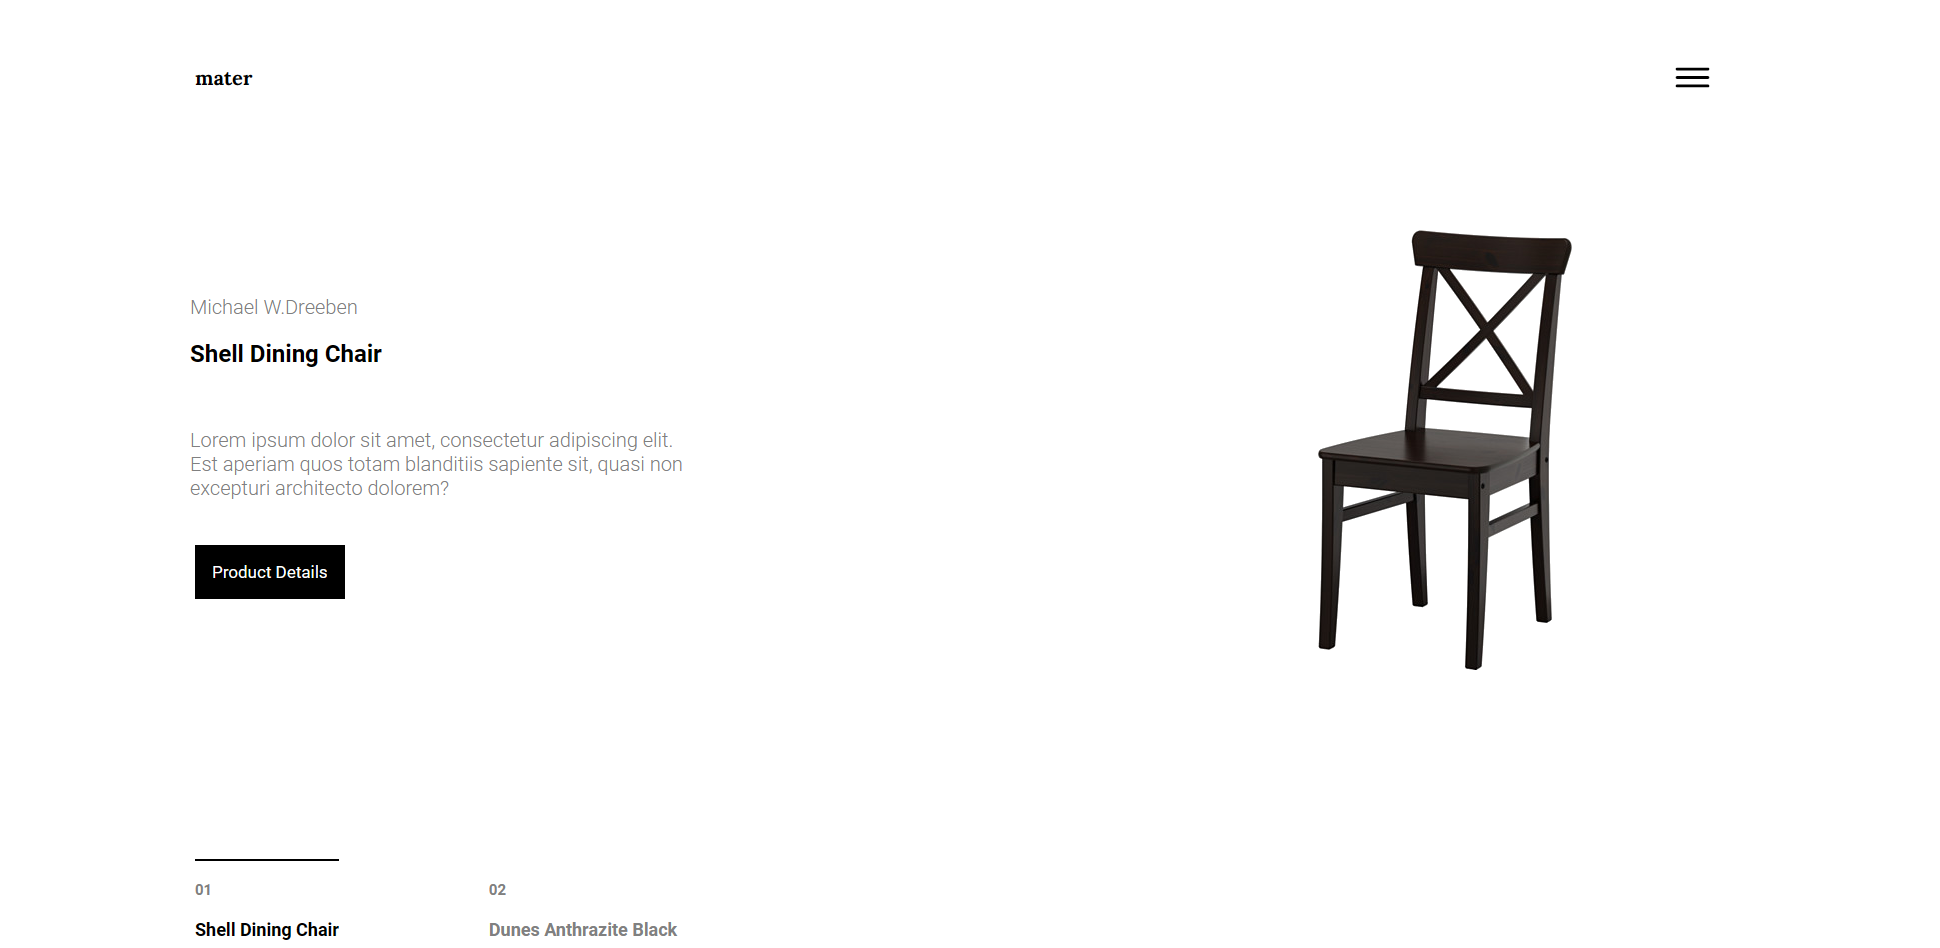 mater
Michael W.Dreeben
Shell Dining Chair
Lorem ipsum dolor sit amet, consectetur adipiscing elit.
Est aperiam quos totam blanditiis sapiente sit, quasi non
excepturi architecto dolorem?
Product Details
01
Shell Dining Chair
02
Dunes Anthrazite Black